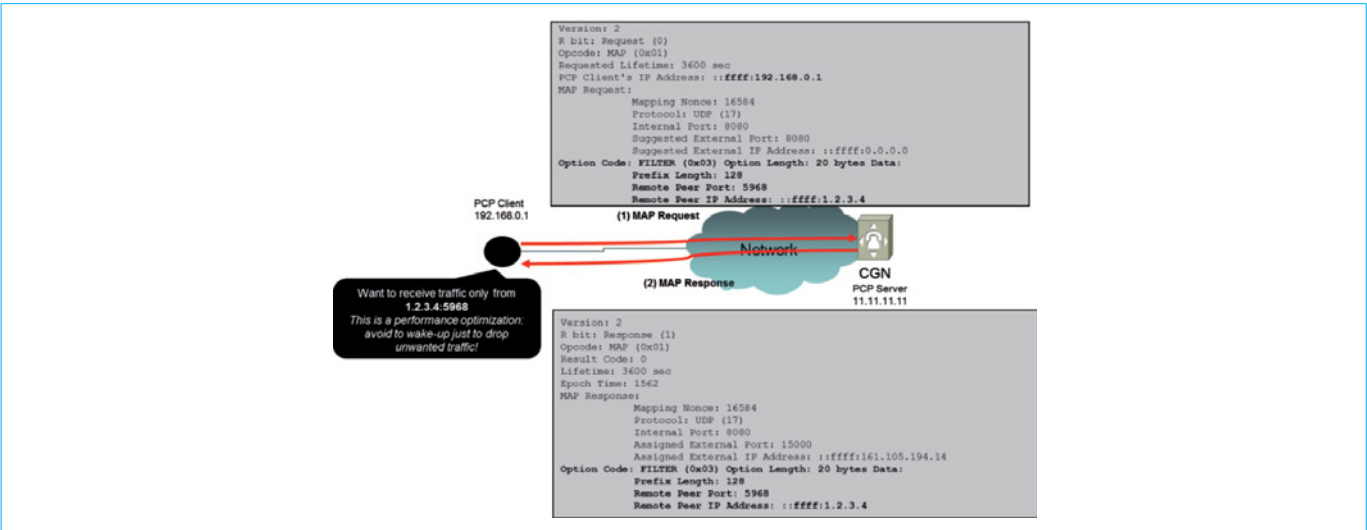 Version: 2
R bit: Request (0)
Opcode: MAP (0x01)
Requested Lifetime: 3600 sec
PCP Client's IP Address: ::ffff:192.168.0.1
MAP Request:
Mapping Nonce: 16584
Protocol: UDP (17)
Internal Port: 8080
Suggested External Port: 8080
Suggested External IP Address: ::ffff:0.0.0.0
Option Code: FILTER (0x03) Option Length: 20 bytes Data:
Prefix Length: 128
Remote Peer Port: 5968
Remote Peer IP Address: ::ffff:1.2.3.4
PCP Client
192.168.0.1
(1) MAP Request
Network
(2) MAP Response
CGN
PCP Server
11.11.11.11
Want to receive traffic only from
1.2.3.4:5968
This is a performance optimization:
avoid to wake-up just to drop
unwanted traffic!
Version: 2
R bit: Response (1)
Opcode: MAP (0x01)
Result Code: 0
Lifetime: 3600 sec
Epoch Time: 1562
MAP Response:
Mapping Nonce: 16584
Protocol: UDP (17)
Internal Port: 8080
Assigned External Port: 15000
Assigned External IP Address: ::ffff:161.105.194.14
Option Code: FILTER (0x03) Option Length: 20 bytes Data:
Prefix Length: 128
Remote Peer Port: 5968
Remote Peer IP Address: ::ffff:1.2.3.4